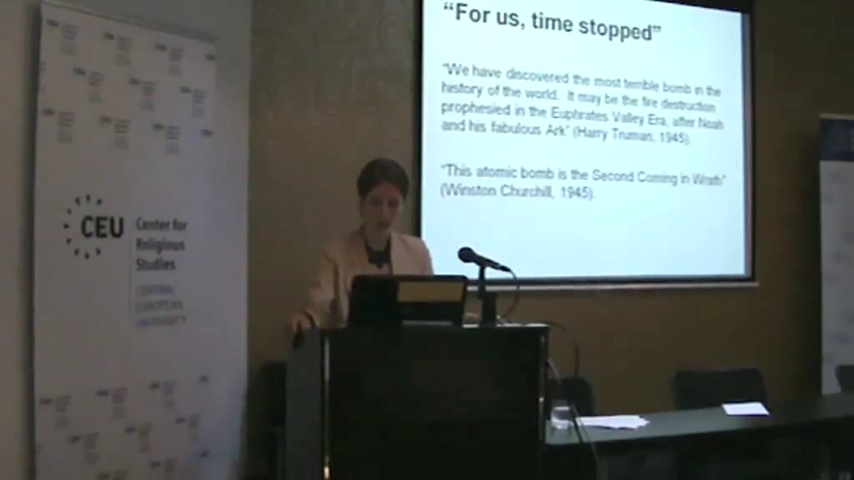 "For us, time stopped"
"We have discovered the most terrible bomb in the
history of the world. It may be the fire destruction
prophesied in the Euphrates Valley Era, after Noah
and his fabulous Ark" (Harry Truman, 1945).
"This atomic bomb is the Second Coming in Wrath"
(Winston Churchill, 1945).
CEU
Center for
Religious
Studies
CENTRAL
EUROPEAN
UNIVERSITY